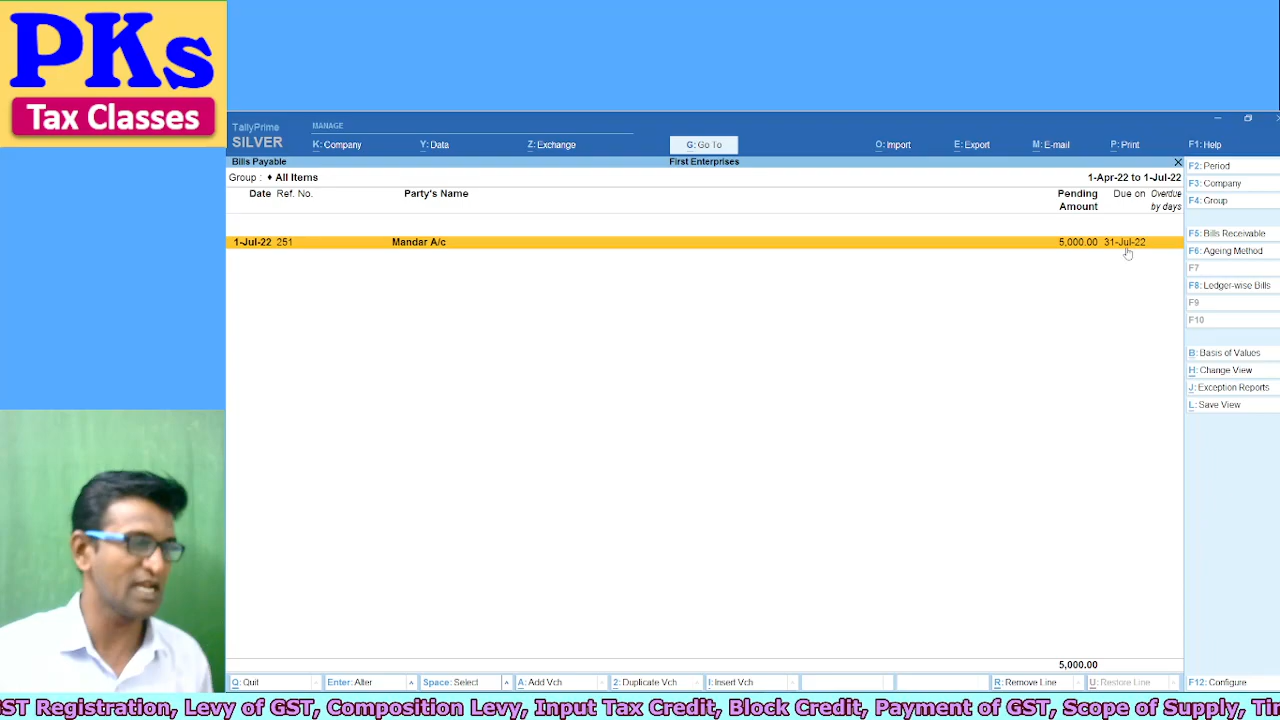 PKs
Tax Classes
TallyPrime
SILVER
MANAGE
K: Company
Y: Data
Z: Exchange
G: Go To
O: Import
E: Export
M: E-mail
P: Print
F1: Help
Bills Payable
First Enterprises
Group : ♦ All Items
1-Apr-22 to 1-Jul-22
Date Ref. No. Party's Name Pending Amount Due on Overdue by days
1-Jul-22 251 Mandar A/c 5,000.00 31-Jul-22
5,000.00
F2: Period
F3: Company
F4: Group
F5: Bills Receivable
F6: Ageing Method
F7
F8: Ledger-wise Bills
F9
F10
B: Basis of Values
H: Change View
J: Exception Reports
L: Save View
Q: Quit
Enter: Alter
Space: Select
A: Add Vch
2: Duplicate Vch
I: Insert Vch
R: Remove Line
U: Restore Line
F12: Configure
ST Registration, Levy of GST, Composition Levy, Input Tax Credit, Block Credit, Payment of GST, Scope of Supply,